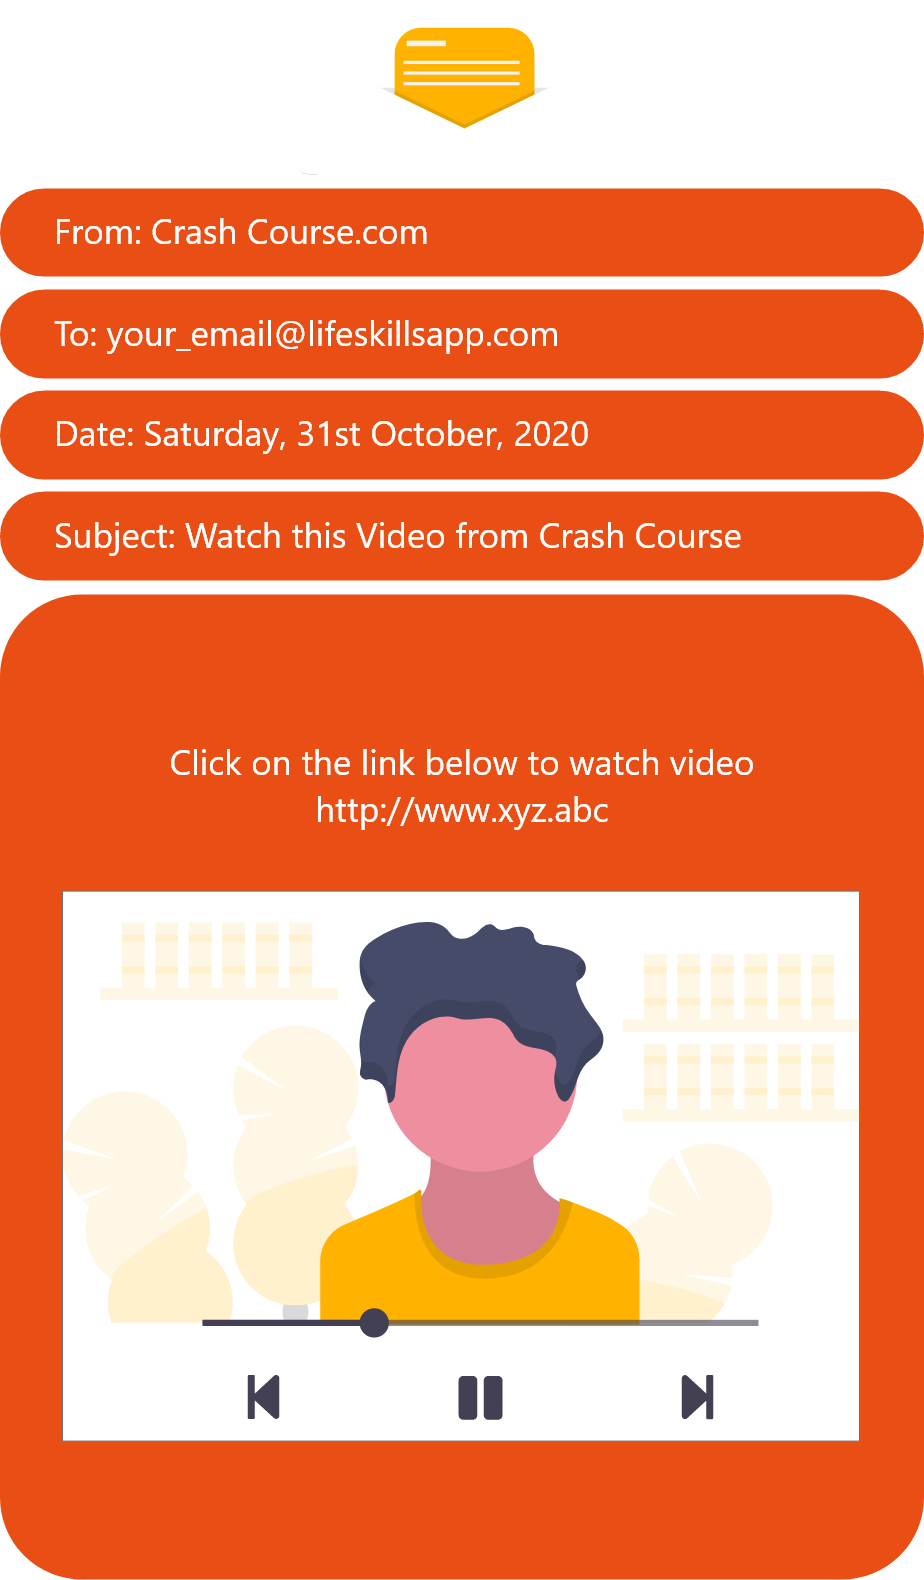 From: Crash Course.com
To: your_email@lifeskillsapp.com
Date: Saturday, 31st October, 2020
Subject: Watch this Video from Crash Course
Click on the link below to watch video
http://www.xyz.abc